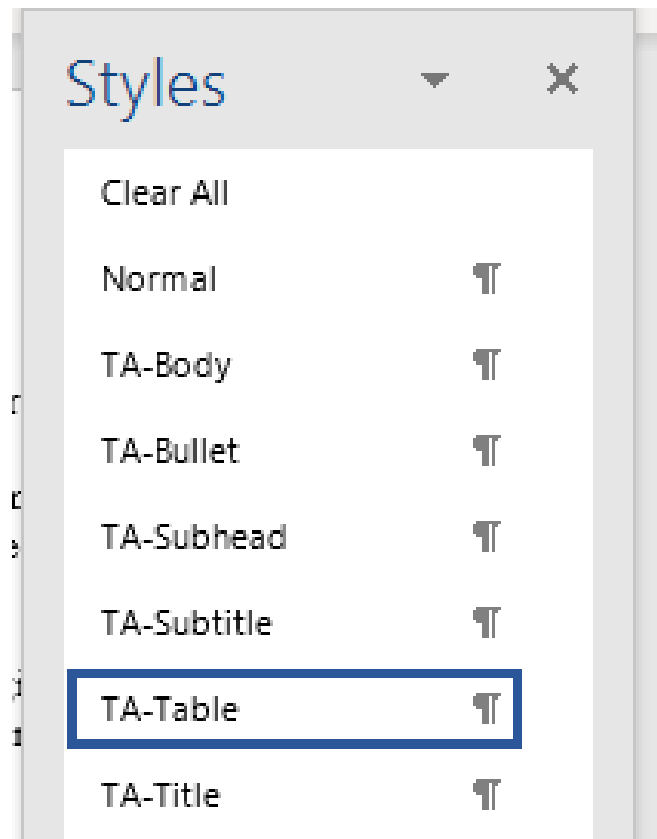 Styles
Clear All
Normal ¶
TA-Body ¶
TA-Bullet ¶
TA-Subhead ¶
TA-Subtitle ¶
TA-Table ¶
TA-Title ¶